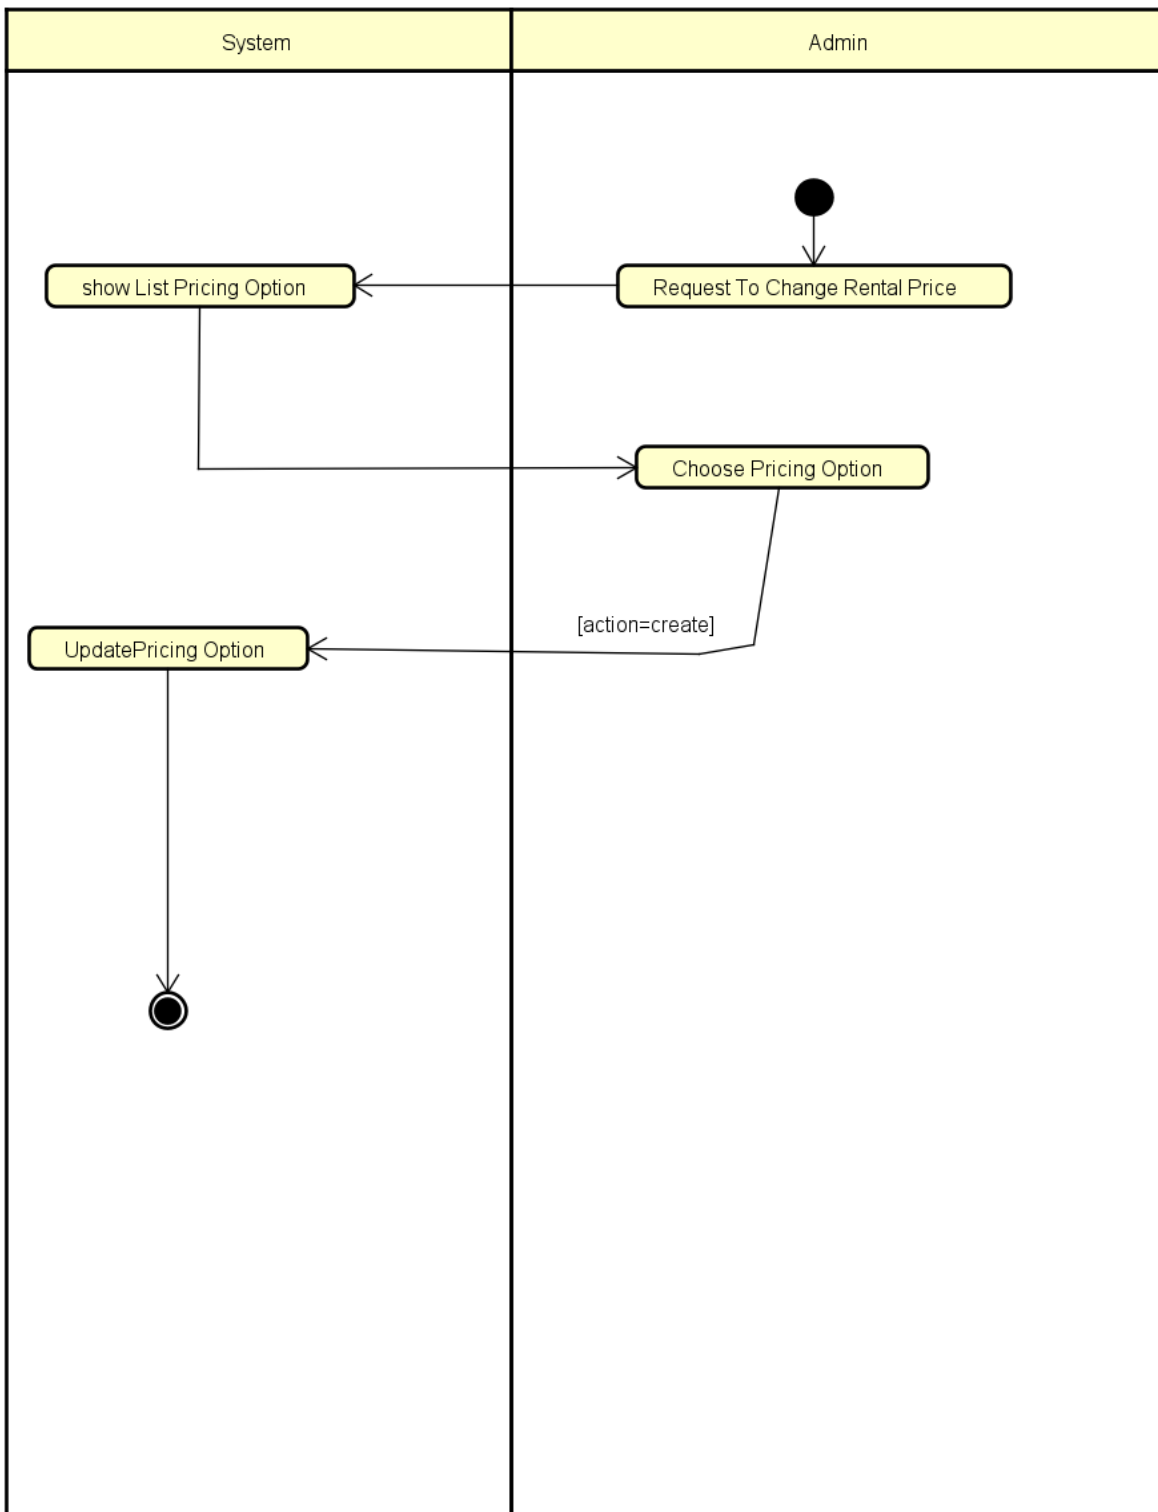 System
Admin
show List Pricing Option
Request To Change Rental Price
Choose Pricing Option
[action=create]
UpdatePricing Option